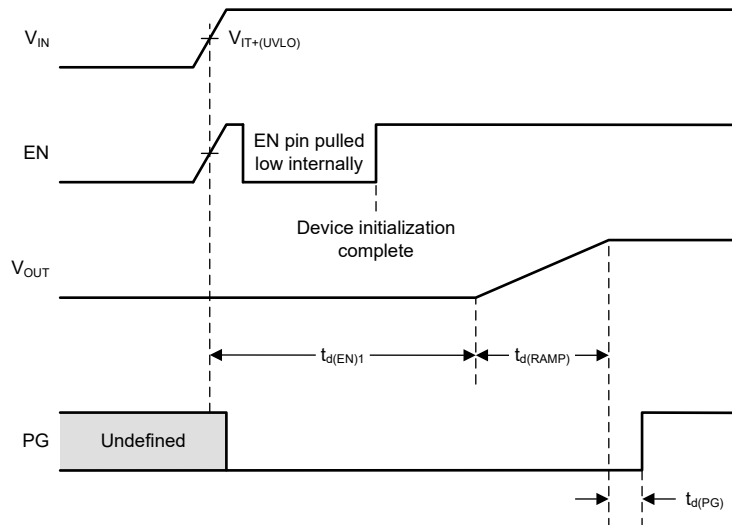 VIN
VIT+(UVLO)
EN
EN pin pulled
low internally
Device initialization
complete
VOUT
td(EN)1
td(RAMP)
PG
Undefined
td(PG)